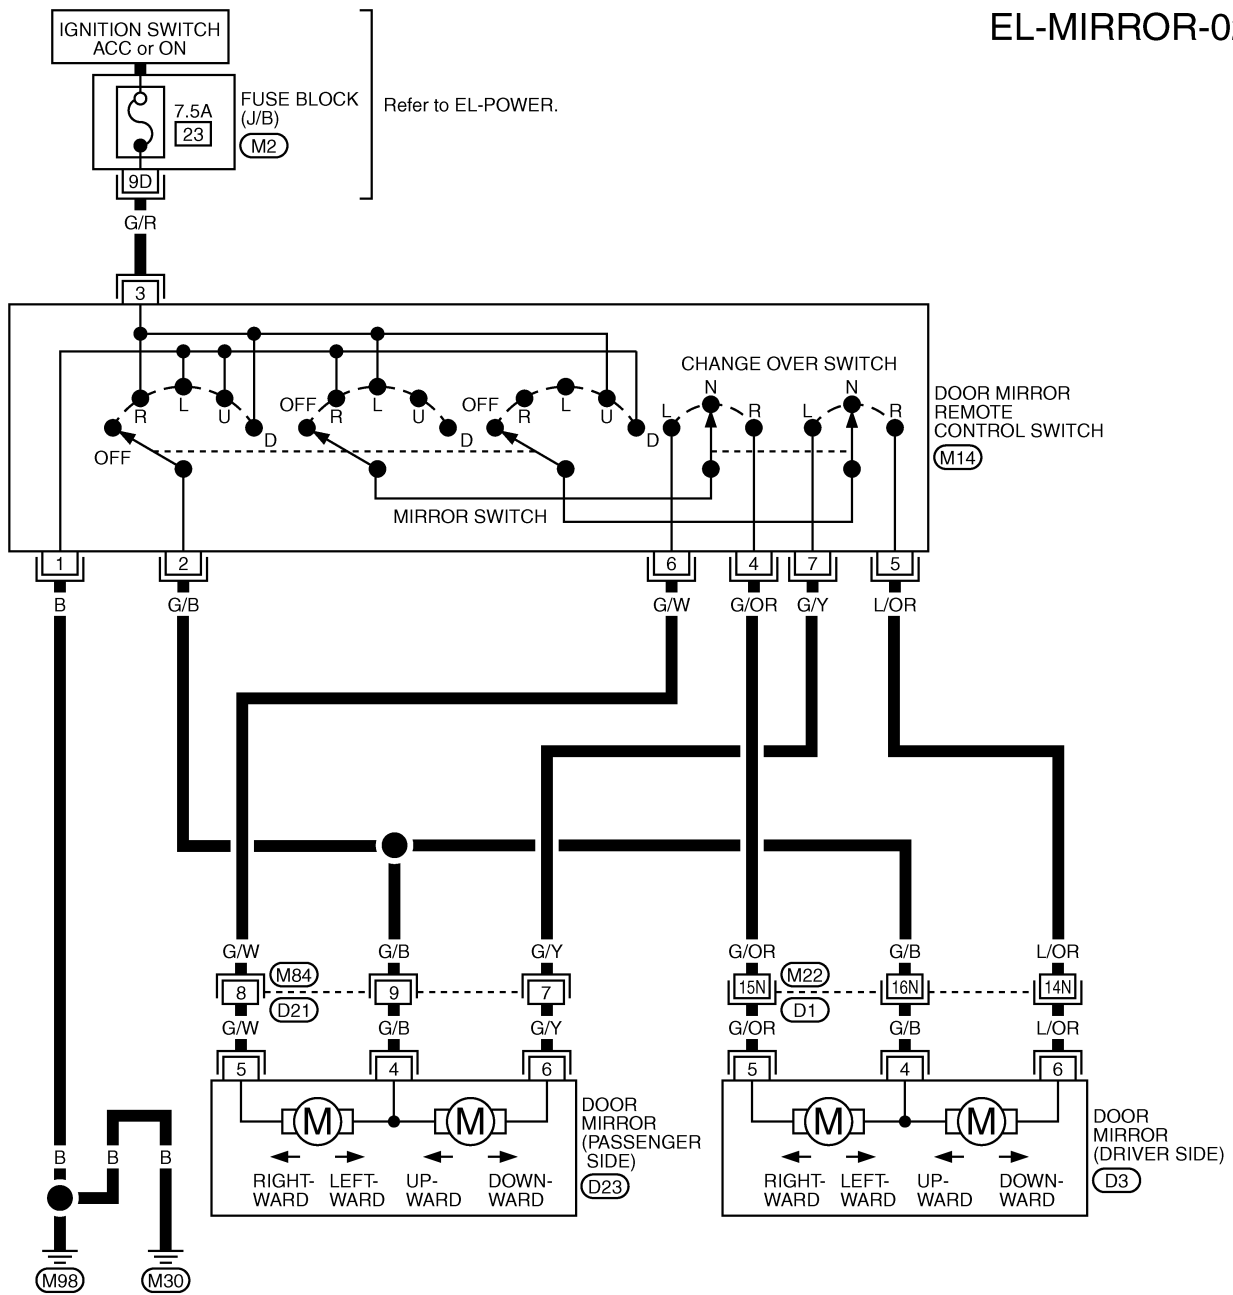 EL-MIRROR-02
IGNITION SWITCH
ACC or ON
7.5A
23
FUSE BLOCK
(J/B)
M2
Refer to EL-POWER.
9D
G/R
3
CHANGE OVER SWITCH
R
L
U
D
OFF
OFF
R
L
U
D
OFF
R
L
U
D
L
N
R
L
N
R
MIRROR SWITCH
DOOR MIRROR
REMOTE
CONTROL SWITCH
M14
1
2
6
4
7
5
B
G/B
G/W
G/OR
G/Y
L/OR
G/W
G/B
G/Y
G/OR
G/B
L/OR
8
M84
D21
9
7
15N
M22
D1
16N
14N
G/W
G/B
G/Y
G/OR
G/B
L/OR
5
4
6
5
4
6
M
M
M
M
RIGHT-
WARD
LEFT-
WARD
UP-
WARD
DOWN-
WARD
DOOR
MIRROR
(PASSENGER
SIDE)
D23
RIGHT-
WARD
LEFT-
WARD
UP-
WARD
DOWN-
WARD
DOOR
MIRROR
(DRIVER SIDE)
D3
B
B
B
M98
M30